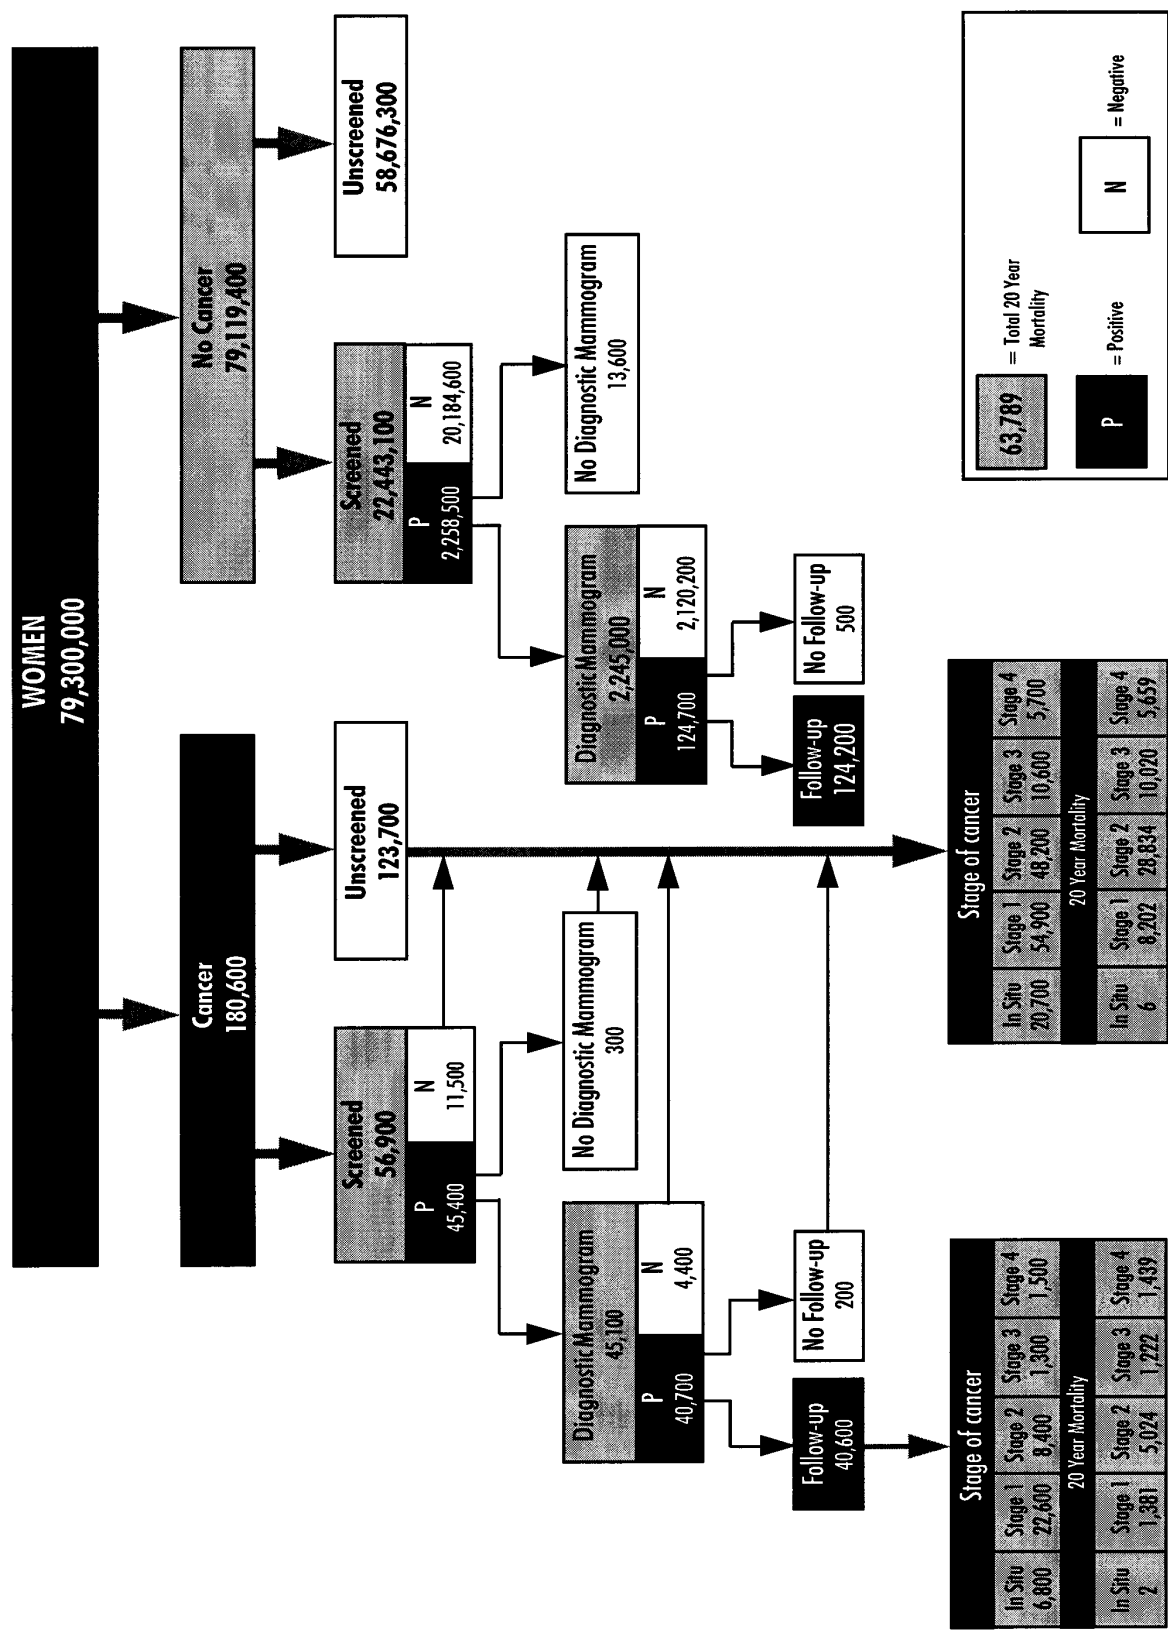 WOMEN
79,300,000
Cancer
180,600
No Cancer
79,119,400
Screened
56,900
P
45,400
N
11,500
Unscreened
123,700
Screened
22,443,100
P
2,258,500
N
20,184,600
Unscreened
58,676,300
Diagnostic Mammogram
45,100
P
40,700
N
4,400
No Diagnostic Mammogram
300
Diagnostic Mammogram
2,245,000
P
124,700
N
2,120,200
No Diagnostic Mammogram
13,600
Follow-up
40,600
No Follow-up
200
Follow-up
124,200
No Follow-up
500
Stage of cancer
In Situ Stage 1 Stage 2 Stage 3 Stage 4
6,800 22,600 8,400 1,300 1,500
20 Year Mortality
In Situ Stage 1 Stage 2 Stage 3 Stage 4
2 1,381 5,024 1,222 1,439
Stage of cancer
In Situ Stage 1 Stage 2 Stage 3 Stage 4
20,700 54,900 48,200 10,600 5,700
20 Year Mortality
In Situ Stage 1 Stage 2 Stage 3 Stage 4
6 8,202 28,834 10,020 5,659
63,789 = Total 20 Year
Mortality
P = Positive
N = Negative